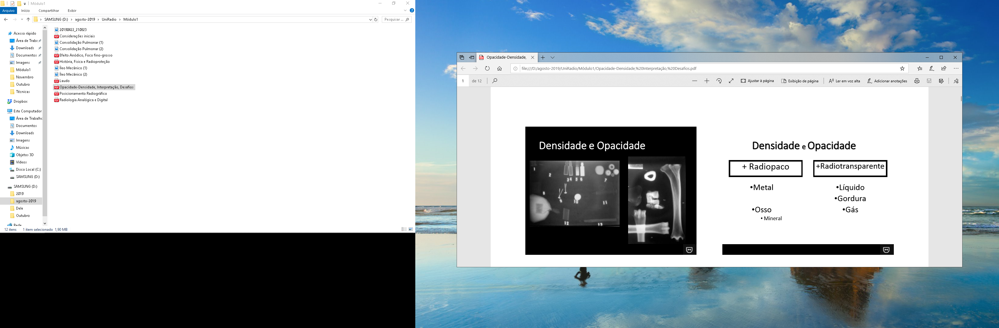 Módulo1
Arquivo Início Compartilhar Exibir
SAMSUNG (D:) › agosto-2019 › UniRadio › Módulo1
Pesquisar ...
Acesso rápido
Área de Traba
Downloads
Documentos
Imagens
Módulo1
Novembro
Outubro
Técnicas
Dropbox
Este Computador
Área de Trabalho
Documentos
Downloads
Imagens
Músicas
Objetos 3D
Vídeos
Disco Local (C:)
SAMSUNG (D:)
SAMSUNG (D:)
2019
agosto-2019
Dele
Outubro
Rede
20190422_210823
Considerações iniciais
Consolidação Pulmonar (1)
Consolidação Pulmonar (2)
Efeito Anódico, Foco fino-grosso
História, Fisica e Radioproteção
Íleo Mecânico (1)
Íleo Mecânico (2)
Laudo
Opacidade-Densidade, Interpretação, Desafios
Posicionamento Radiográfico
Radiologia Analógica e Digital
12 itens 1 item selecionado 1,90 MB
Opacidade-Densidade,
file:///D:/agosto-2019/UniRadio/Módulo1/Opacidade-Densidade,%20Interpretação,%20Desafios.pdf
1 de 12
Ajustar à página Exibição de página Ler em voz alta Adicionar anotações
Densidade e Opacidade
1
2
3 4 5 6
7
8
9
10
11
12
13
Densidade e Opacidade
+ Radiopaco
•Metal
•Osso
• Mineral
+Radiotransparente
•Líquido
•Gordura
•Gás